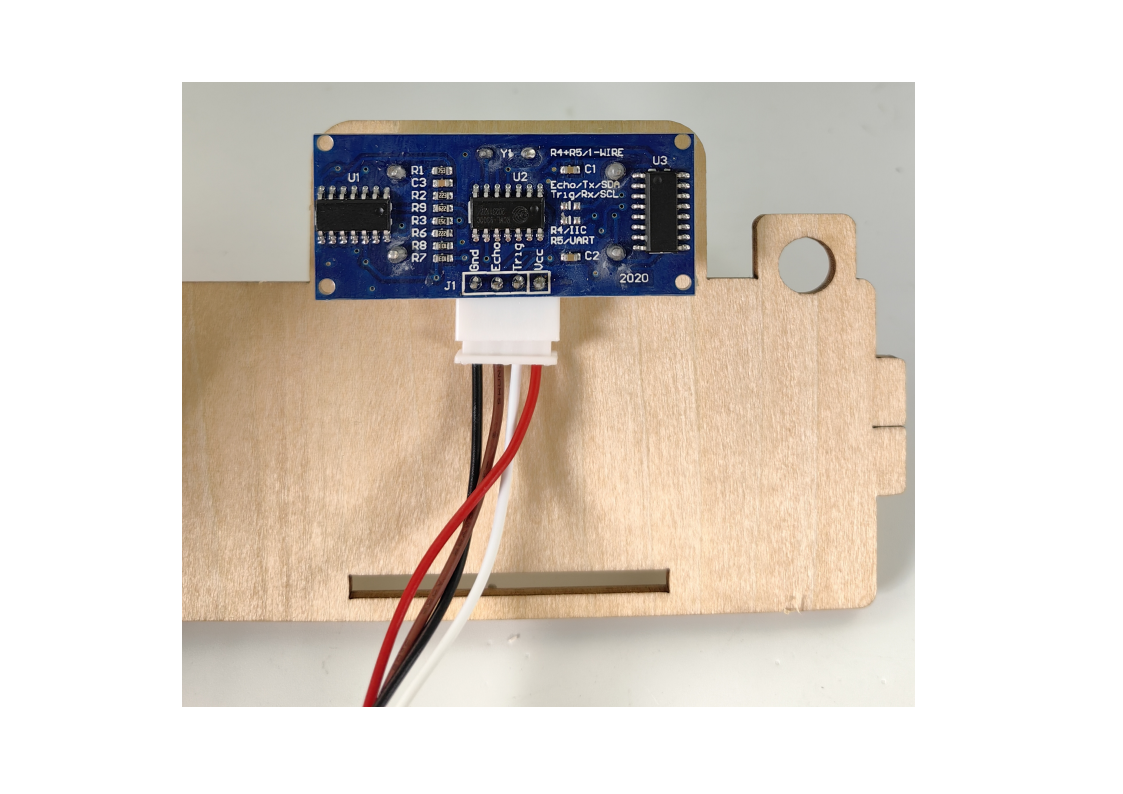 U1
R1
C3
R2
R9
R3
R6
R8
R7
Y1
U2
R4+R5/1-WIRE
C1
U3
Echo/Tx/SDA
Trig/Rx/SCL
R4/IIC
R5/UART
C2
Gnd
Echo
Trig
Vcc
J1
2020